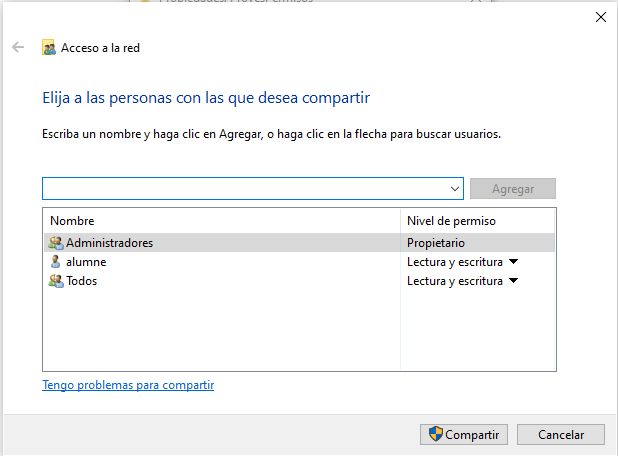 Propiedades: ProvesPermisos
Acceso a la red
Elija a las personas con las que desea compartir
Escriba un nombre y haga clic en Agregar, o haga clic en la flecha para buscar usuarios.
Agregar
Nombre Nivel de permiso
Administradores Propietario
alumne Lectura y escritura
Todos Lectura y escritura
Tengo problemas para compartir
Compartir Cancelar